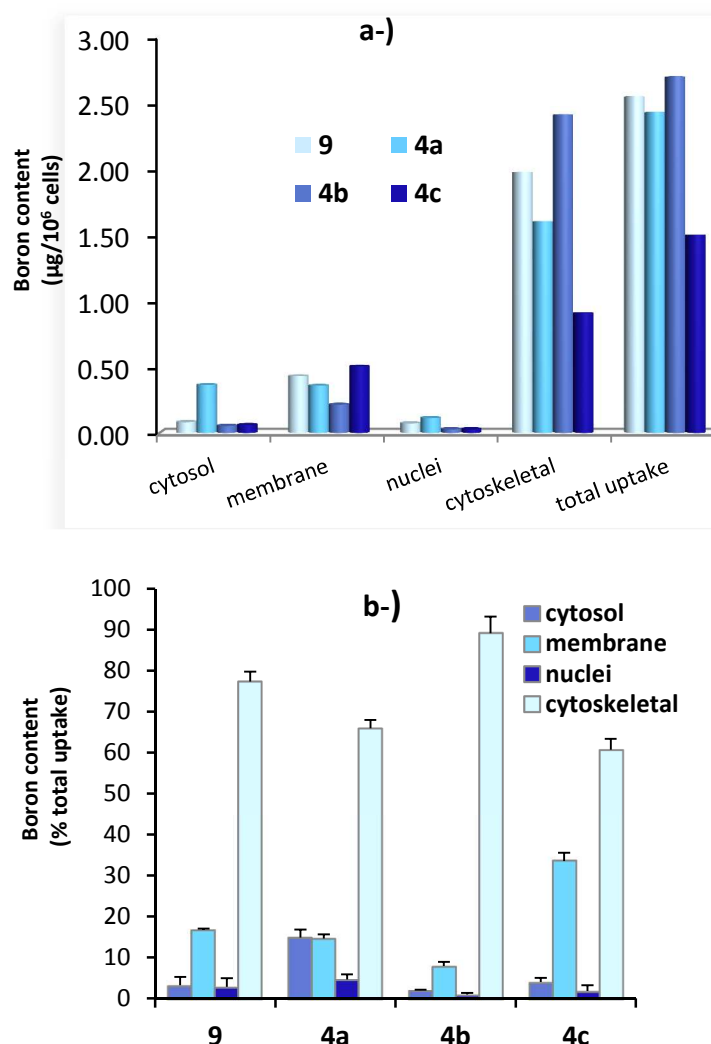 a-)
3.00
2.50
2.00
1.50
1.00
0.50
0.00
Boron content
(µg/10⁶ cells)
9 4a
4b 4c
cytosol membrane nuclei cytoskeletal total uptake
b-)
100
90
80
70
60
50
40
30
20
10
0
Boron content
(% total uptake)
cytosol
membrane
nuclei
cytoskeletal
9 4a 4b 4c